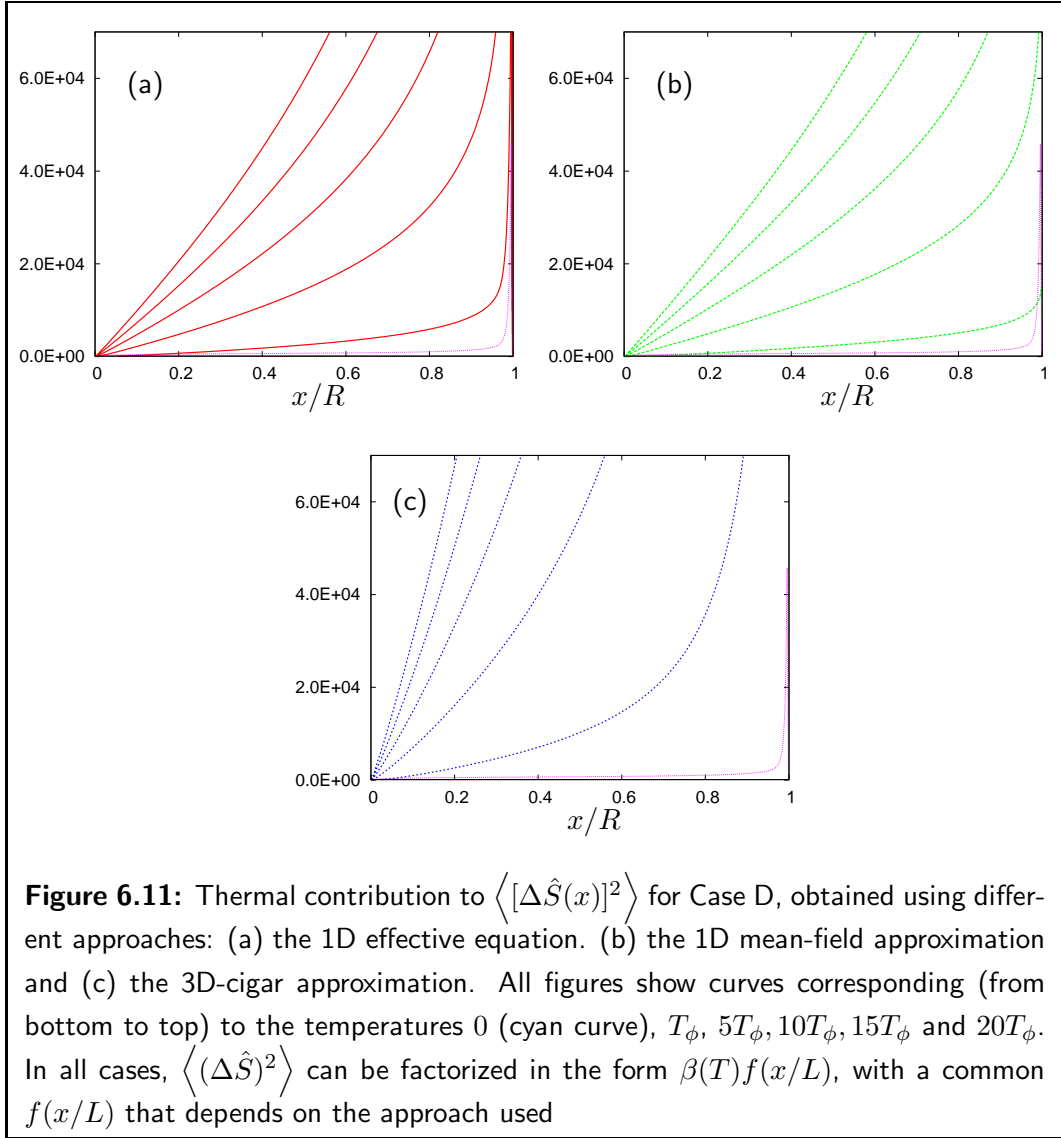 (a)
6.0E+04
4.0E+04
2.0E+04
0.0E+00
0 0.2 0.4 0.6 0.8 1
x/R
(b)
6.0E+04
4.0E+04
2.0E+04
0.0E+00
0 0.2 0.4 0.6 0.8 1
x/R
(c)
6.0E+04
4.0E+04
2.0E+04
0.0E+00
0 0.2 0.4 0.6 0.8 1
x/R
Figure 6.11: Thermal contribution to ⟨[ΔŜ(x)]²⟩ for Case D, obtained using differ-
ent approaches: (a) the 1D effective equation. (b) the 1D mean-field approximation
and (c) the 3D-cigar approximation. All figures show curves corresponding (from
bottom to top) to the temperatures 0 (cyan curve), T_ϕ, 5T_ϕ, 10T_ϕ, 15T_ϕ and 20T_ϕ.
In all cases, ⟨(ΔŜ)²⟩ can be factorized in the form β(T)f(x/L), with a common
f(x/L) that depends on the approach used